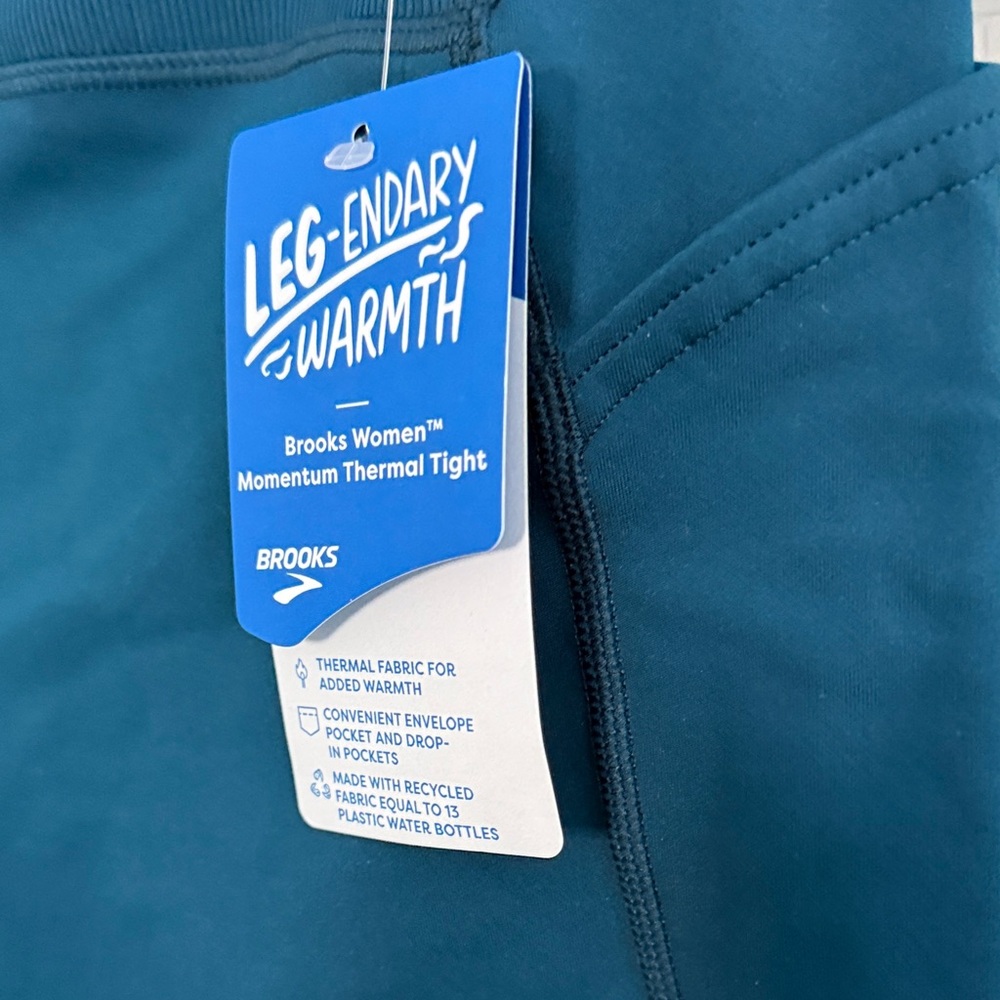 LEG-ENDARY
WARMTH
Brooks Women™
Momentum Thermal Tight
BROOKS
THERMAL FABRIC FOR
ADDED WARMTH
CONVENIENT ENVELOPE
POCKET AND DROP-
IN POCKETS
MADE WITH RECYCLED
FABRIC EQUAL TO 13
PLASTIC WATER BOTTLES